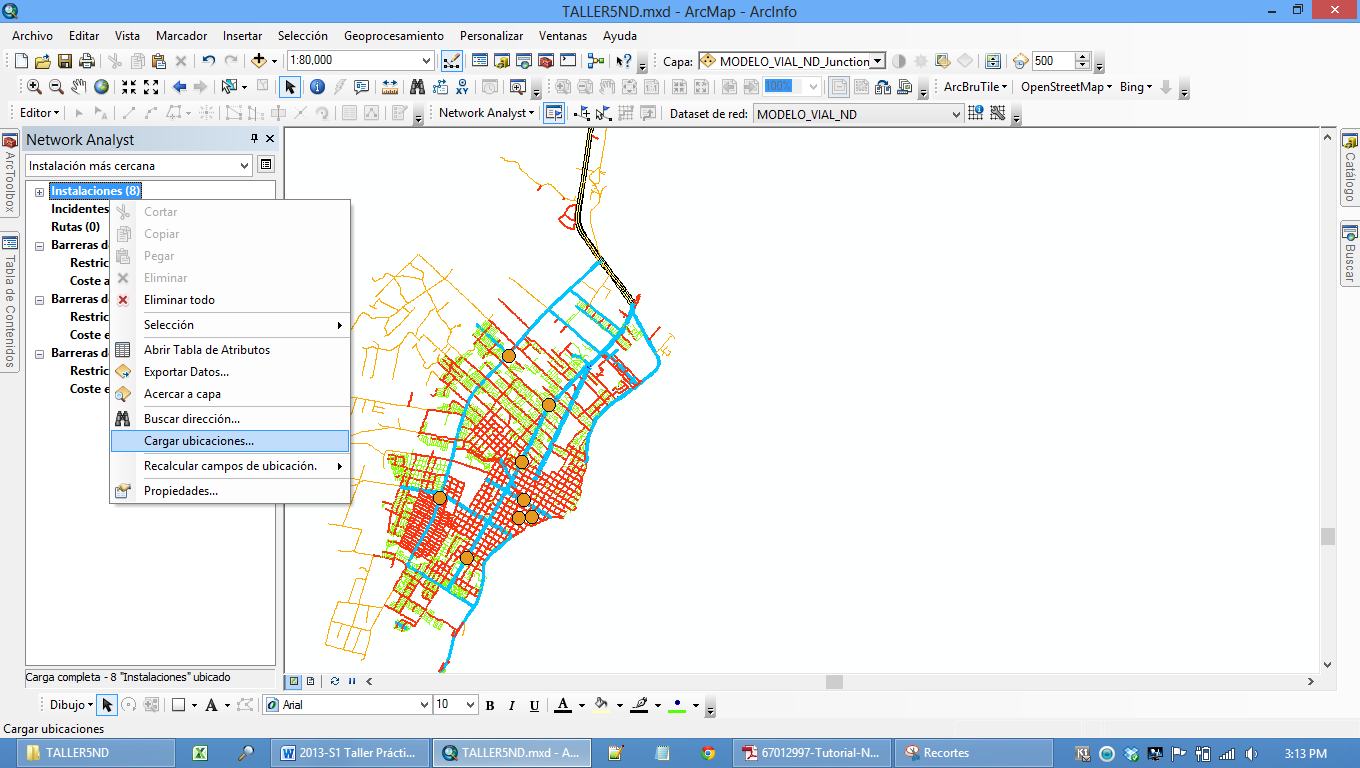 TALLER5ND.mxd - ArcMap - ArcInfo
Archivo Editar Vista Marcador Insertar Selección Geoprocesamiento Personalizar Ventanas Ayuda
1:80,000 Capa: MODELO_VIAL_ND_Junction 500
100% ArcBruTile OpenStreetMap Bing
Editor Network Analyst Dataset de red: MODELO_VIAL_ND
ArcToolbox
Tabla de Contenidos
Network Analyst
Instalación más cercana
Instalaciones (8)
Incidentes
Rutas (0)
Barreras d
Restric
Coste a
Barreras d
Restric
Coste e
Barreras d
Restric
Coste e
Cortar
Copiar
Pegar
Eliminar
Eliminar todo
Selección
Abrir Tabla de Atributos
Exportar Datos...
Acercar a capa
Buscar dirección...
Cargar ubicaciones...
Recalcular campos de ubicación.
Propiedades...
Catálogo
Buscar
Carga completa - 8 "Instalaciones" ubicado
Dibujo A Arial 10 B I U A
Cargar ubicaciones
TALLER5ND 2013-S1 Taller Prácti... TALLER5ND.mxd - A... 67012997-Tutorial-N... Recortes 3:13 PM